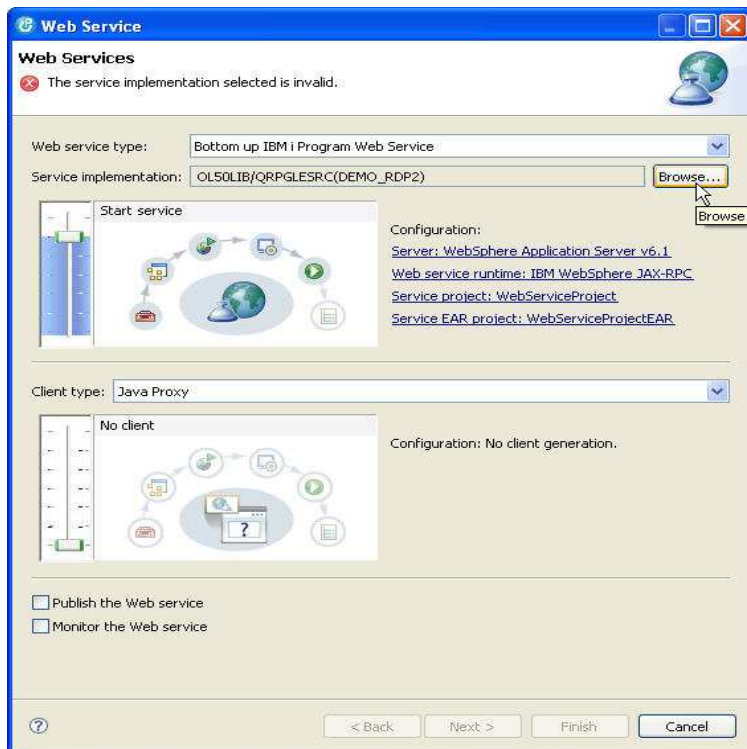 Web Service
Web Services
The service implementation selected is invalid.
Web service type: Bottom up IBM i Program Web Service
Service implementation: OL50LIB/QRPGLESRC(DEMO_RDP2) Browse...
Browse
Start service
Configuration:
Server: WebSphere Application Server v6.1
Web service runtime: IBM WebSphere JAX-RPC
Service project: WebServiceProject
Service EAR project: WebServiceProjectEAR
Client type: Java Proxy
No client
Configuration: No client generation.
?
Publish the Web service
Monitor the Web service
? < Back Next > Finish Cancel